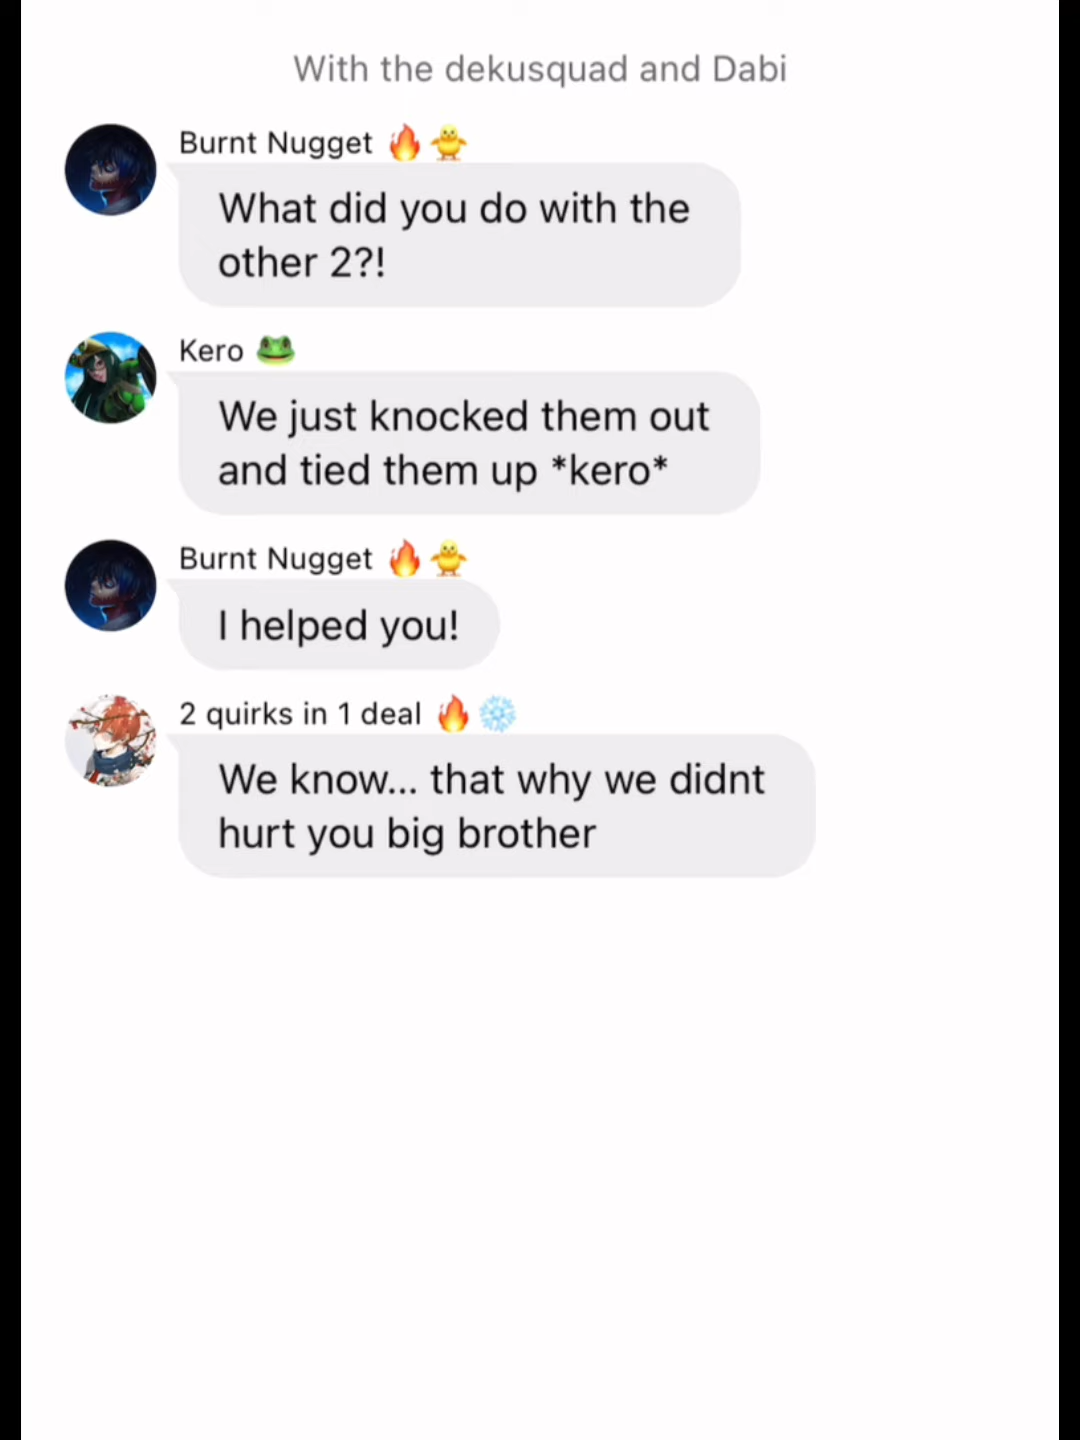 With the dekusquad and Dabi
Burnt Nugget 🔥🐥
What did you do with the
other 2?!
Kero 🐸
We just knocked them out
and tied them up *kero*
Burnt Nugget 🔥🐥
I helped you!
2 quirks in 1 deal 🔥❄️
We know... that why we didnt
hurt you big brother